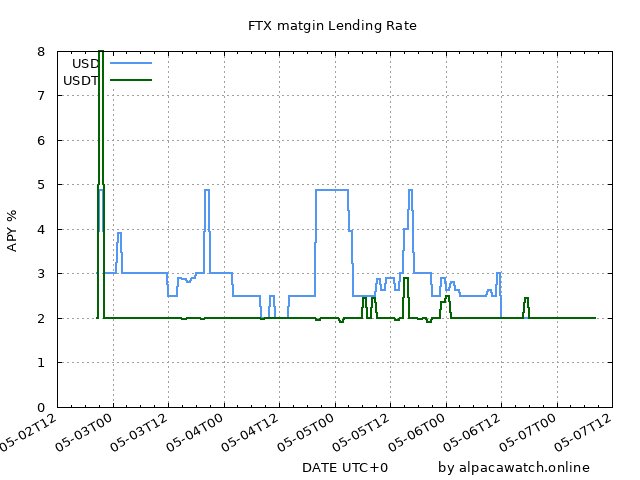 FTX matgin Lending Rate
8
7
6
5
4
3
2
1
0
APY %
USD
USDT
05-02T12
05-03T00
05-03T12
05-04T00
05-04T12
05-05T00
05-05T12
05-06T00
05-06T12
05-07T00
05-07T12
DATE UTC+0
by alpacawatch.online